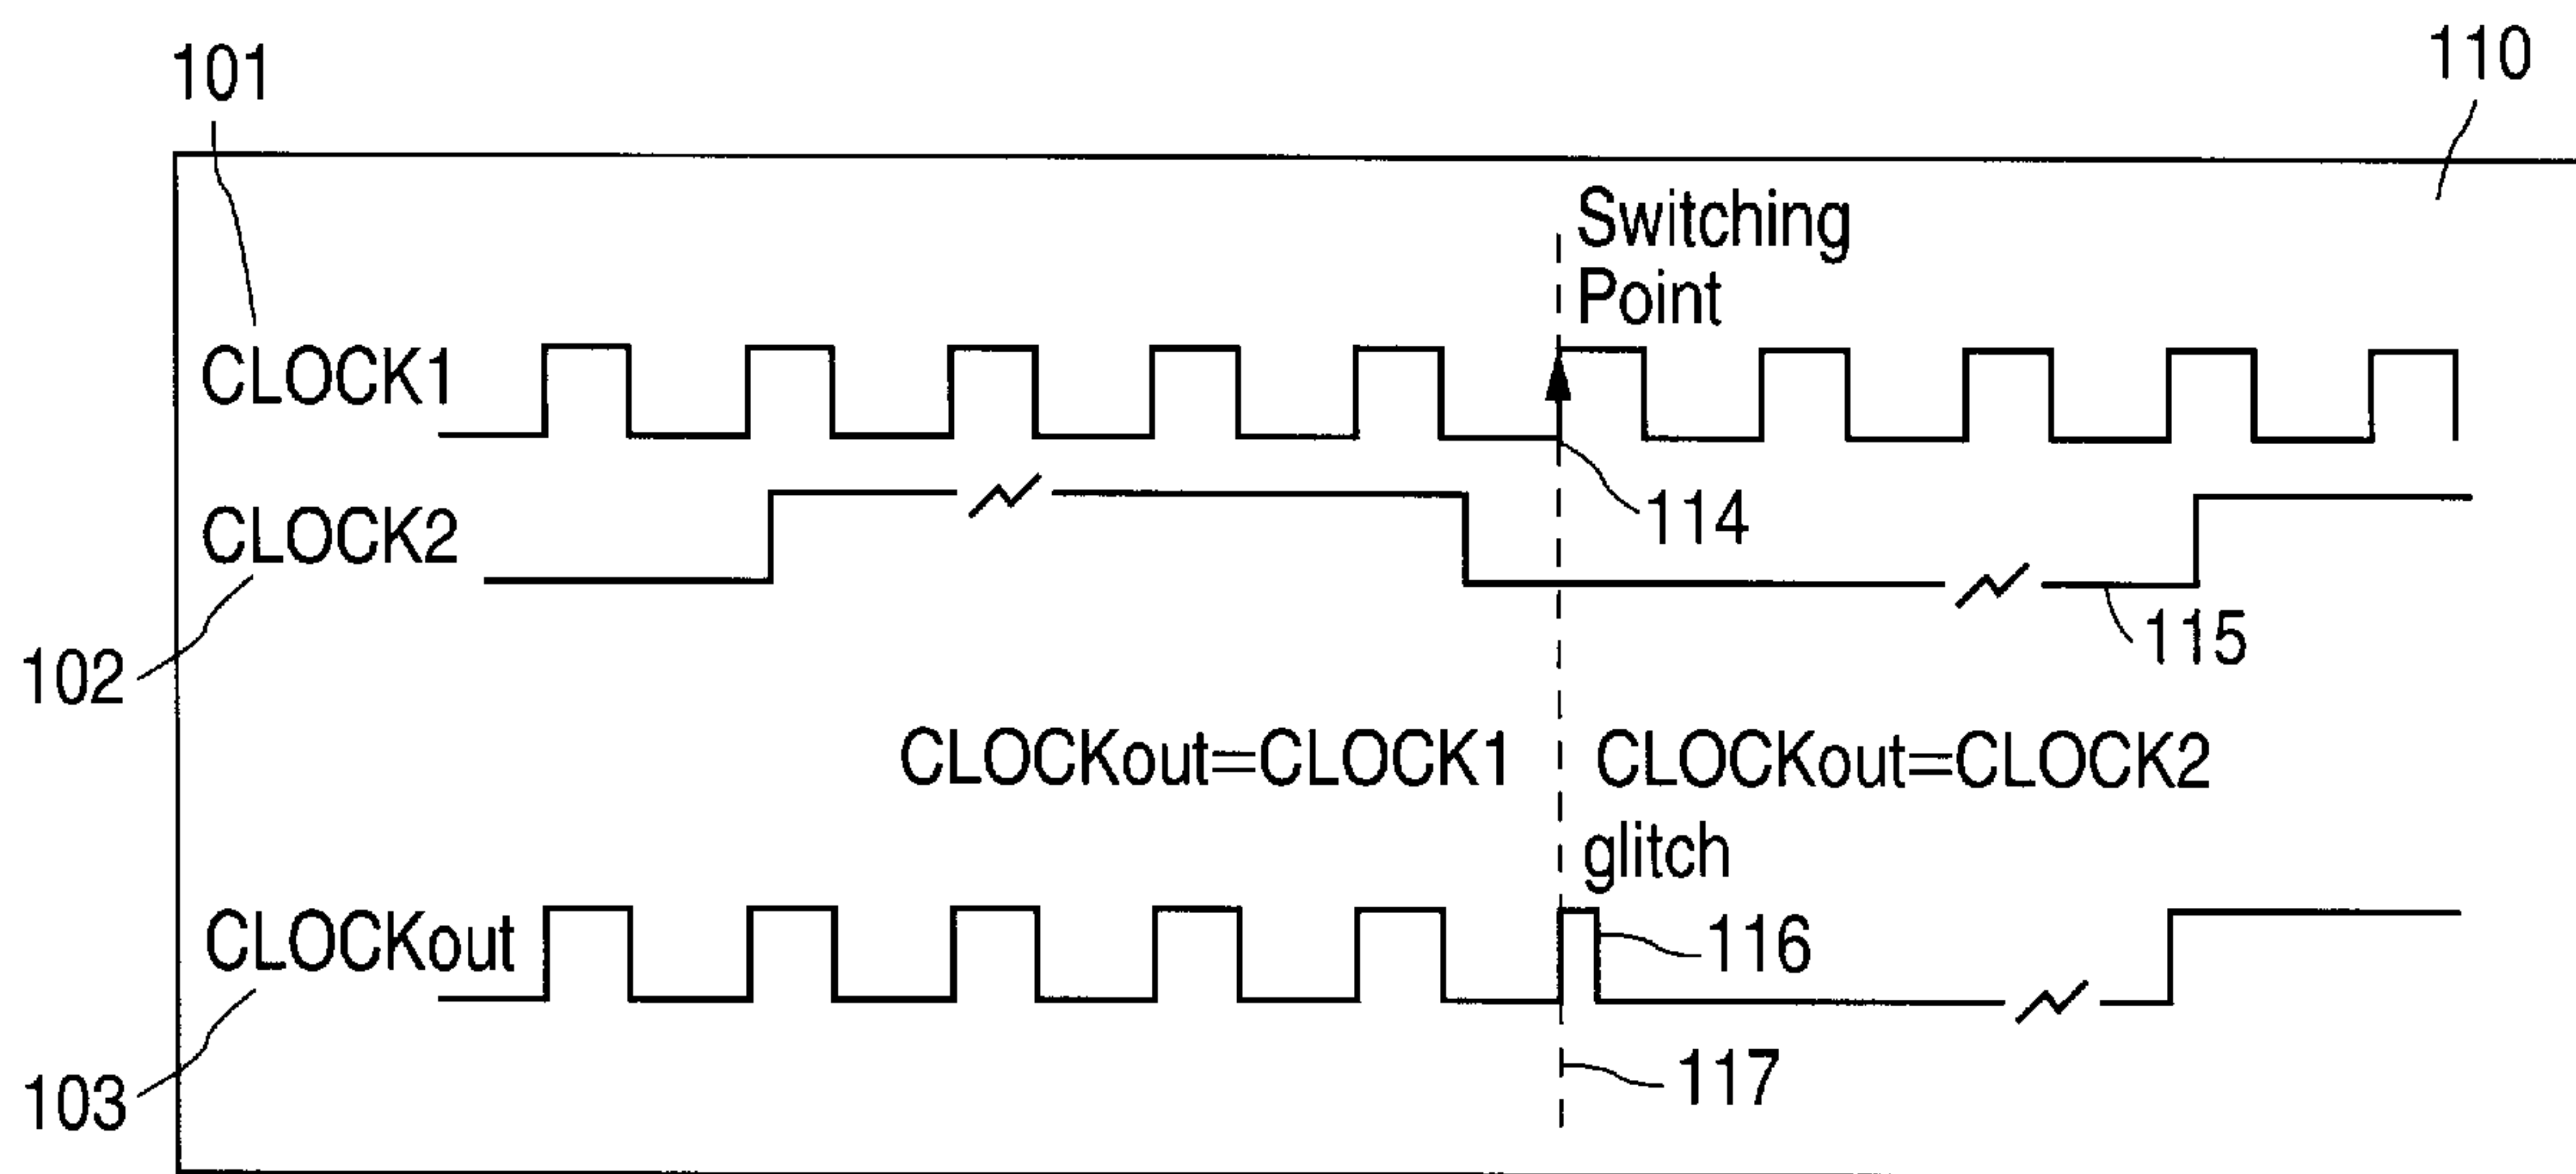 101
110
Switching
Point
CLOCK1
114
CLOCK2
115
102
CLOCKout=CLOCK1 CLOCKout=CLOCK2
glitch
CLOCKout
116
117
103